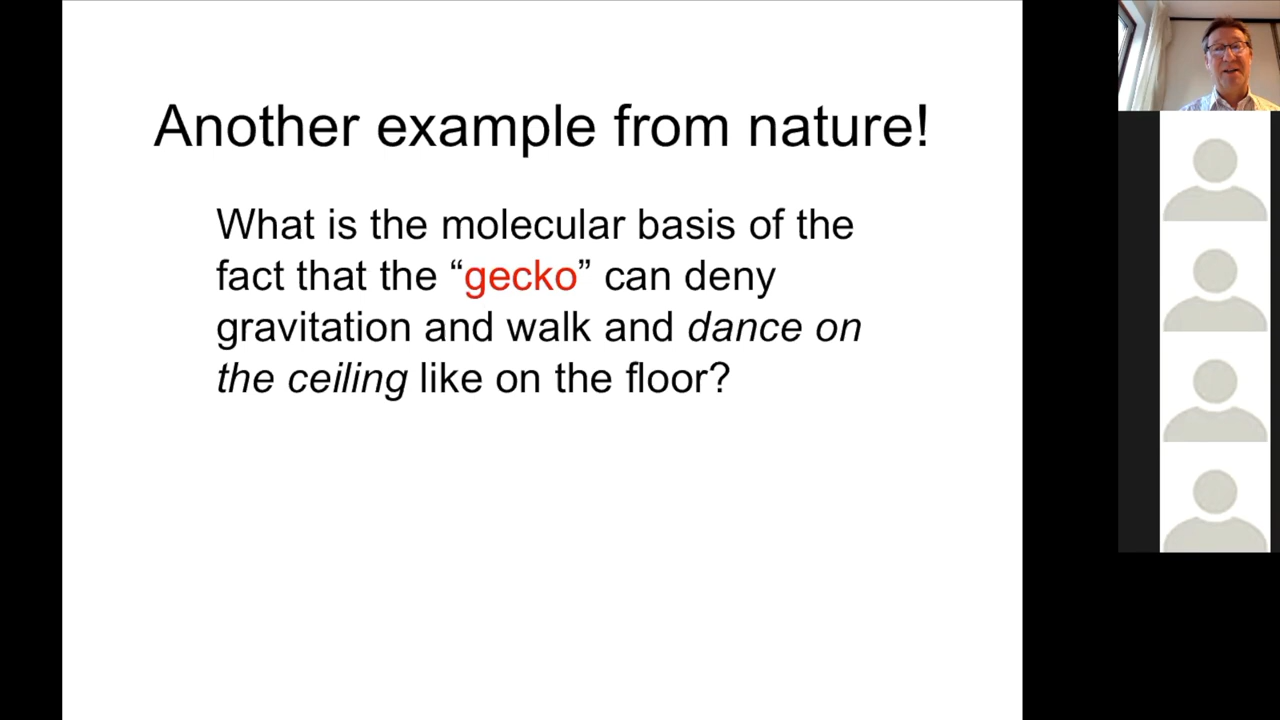 Another example from nature!
What is the molecular basis of the
fact that the “gecko” can deny
gravitation and walk and dance on
the ceiling like on the floor?